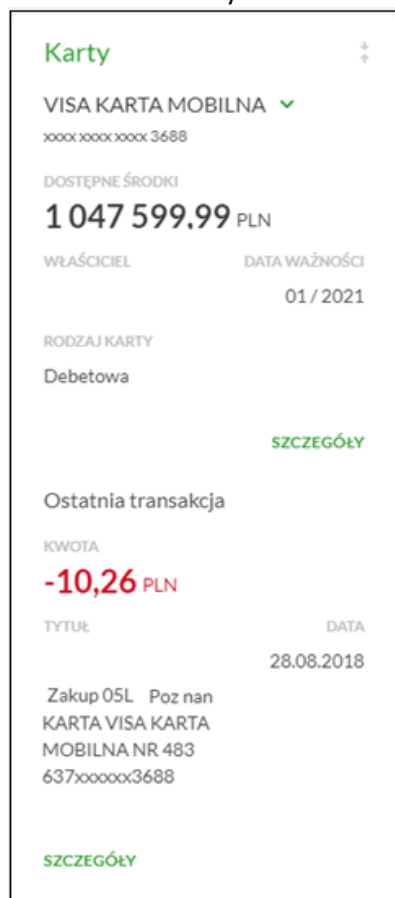 Karty
VISA KARTA MOBILNA
xxxx xxxx xxxx 3688
DOSTĘPNE ŚRODKI
1 047 599,99 PLN
WŁAŚCICIEL DATA WAŻNOŚCI
01 / 2021
RODZAJ KARTY
Debetowa
SZCZEGÓŁY
Ostatnia transakcja
KWOTA
-10,26 PLN
TYTUŁ DATA
28.08.2018
Zakup 05L Poz nan
KARTA VISA KARTA
MOBILNA NR 483
637xxxxxx3688
SZCZEGÓŁY